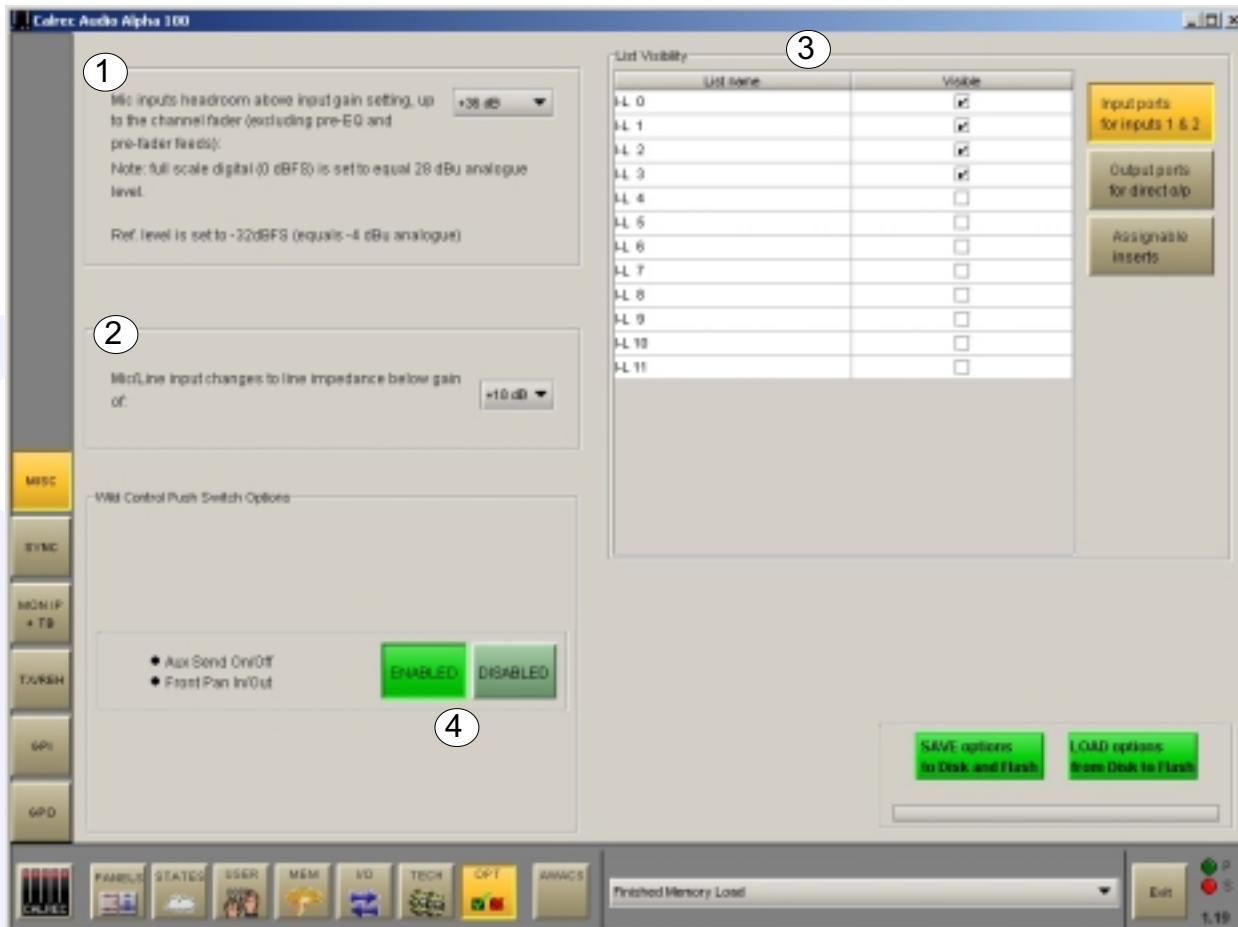 Calrec Audio Alpha 100
1
Mic inputs headroom above input gain setting, up
to the channel fader (excluding pre-EQ and
pre-fader feeds):
+36 dB
Note: full scale digital (0 dBFS) is set to equal 28 dBu analogue
level.
Ref. level is set to -32dBFS (equals -4 dBu analogue)
2
Mic/Line input changes to line impedance below gain
of:
+18 dB
Wild Control Push Switch Options
Aux Send On/Off
Front Pan In/Out
ENABLED
DISABLED
4
3
List Visibility
List name Visible
I-L 0
I-L 1
I-L 2
I-L 3
I-L 4
I-L 5
I-L 6
I-L 7
I-L 8
I-L 9
I-L 10
I-L 11
Input ports
for inputs 1 & 2
Output ports
for direct o/p
Assignable
inserts
SAVE options
to Disk and Flash
LOAD options
from Disk to Flash
MISC
SYNC
MON IP
+ TB
TX/REH
GPI
GPO
CALREC
PANELS
STATES
USER
MEM
I/O
TECH
OPT
AWACS
Finished Memory Load
Exit
P
S
1.19